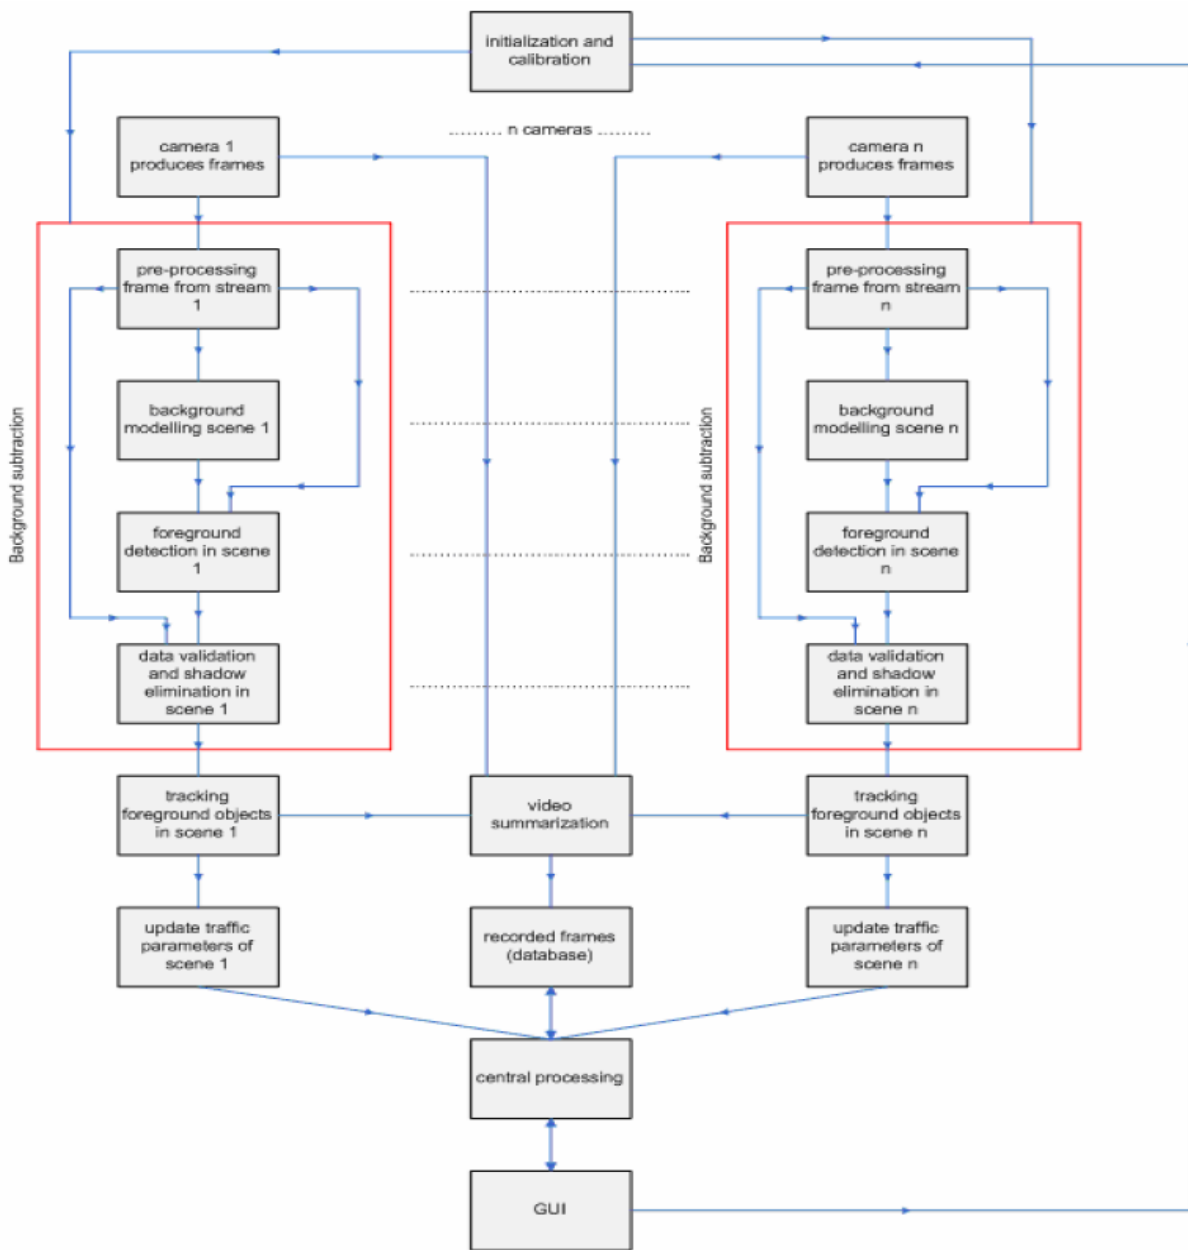 initialization and
calibration
......... n cameras .........
camera 1
produces frames
camera n
produces frames
Background subtraction
pre-processing
frame from stream
1
background
modelling scene 1
foreground
detection in scene
1
data validation
and shadow
elimination in
scene 1
Background subtraction
pre-processing
frame from stream
n
background
modelling scene n
foreground
detection in scene
n
data validation
and shadow
elimination in
scene n
tracking
foreground objects
in scene 1
video
summarization
tracking
foreground objects
in scene n
update traffic
parameters of
scene 1
recorded frames
(database)
update traffic
parameters of
scene n
central processing
GUI